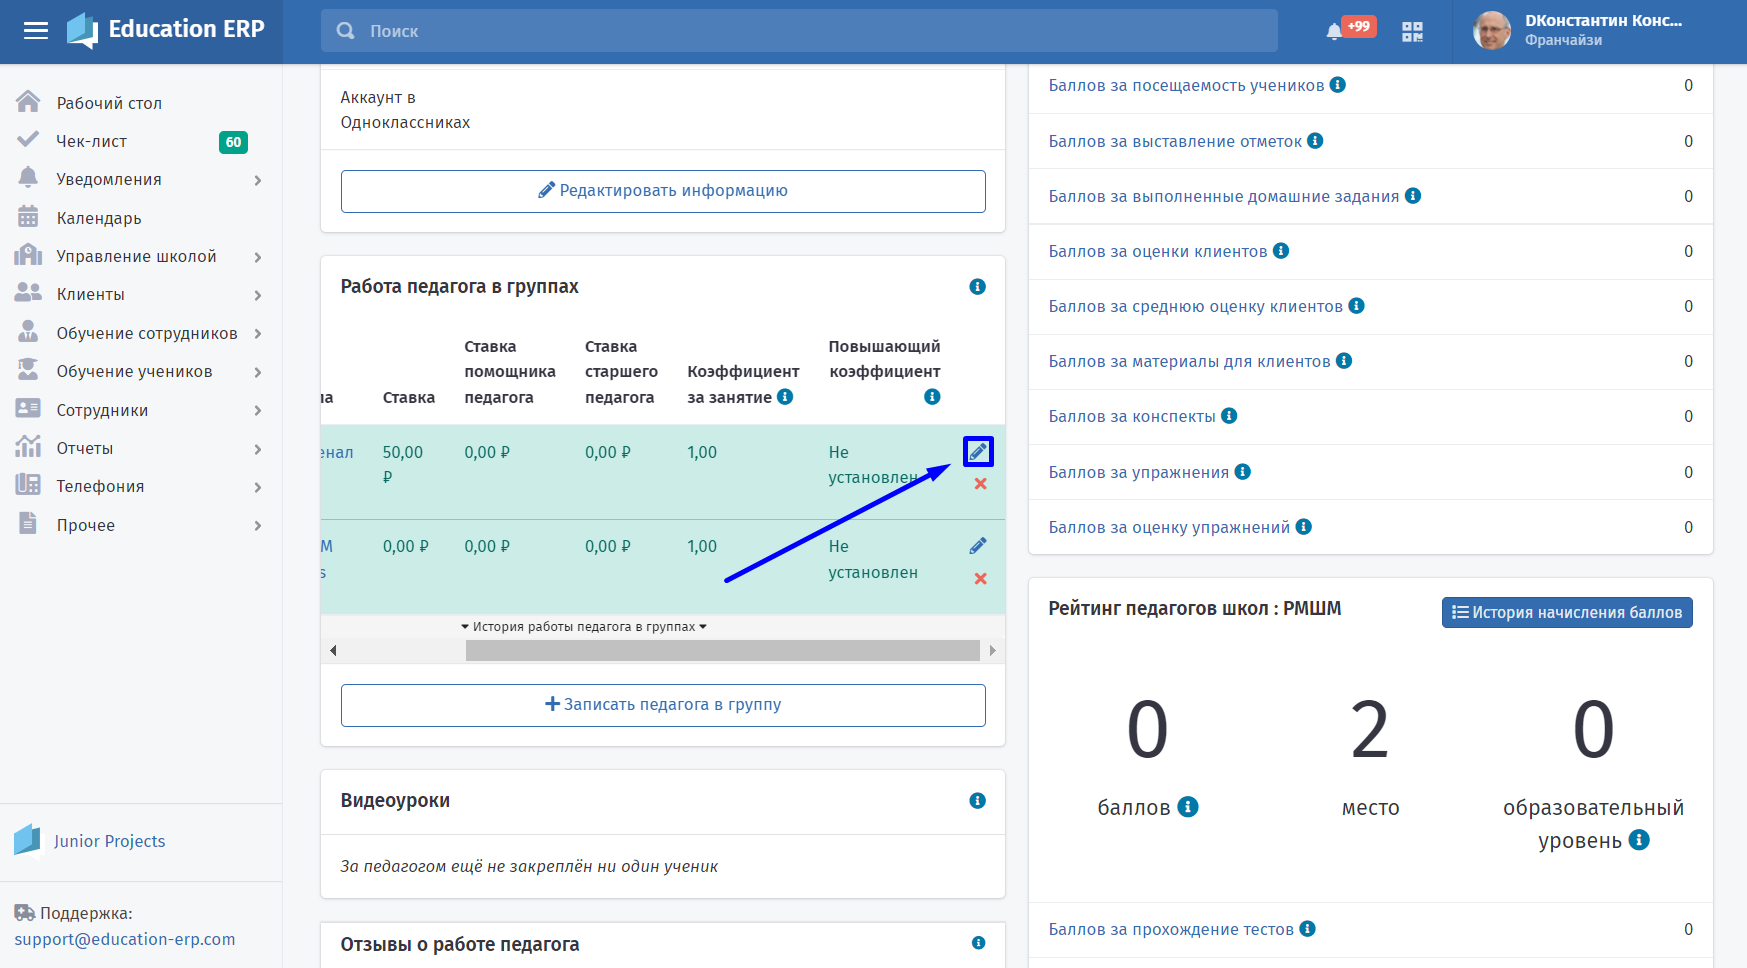 Education ERP
Поиск
+99
DКонстантин Конс...
Франчайзи
Рабочий стол
Чек-лист
60
Уведомления
Календарь
Управление школой
Клиенты
Обучение сотрудников
Обучение учеников
Сотрудники
Отчеты
Телефония
Прочее
Junior Projects
Поддержка:
support@education-erp.com
Аккаунт в
Одноклассниках
Редактировать информацию
Работа педагога в группах
ла
Ставка
Ставка
помощника
педагога
Ставка
старшего
педагога
Коэффициент
за занятие
Повышающий
коэффициент
енал
50,00
₽
0,00 ₽
0,00 ₽
1,00
Не
установлен
М
s
0,00 ₽
0,00 ₽
0,00 ₽
1,00
Не
установлен
История работы педагога в группах
Записать педагога в группу
Видеоуроки
За педагогом ещё не закреплён ни один ученик
Отзывы о работе педагога
Баллов за посещаемость учеников 0
Баллов за выставление отметок 0
Баллов за выполненные домашние задания 0
Баллов за оценки клиентов 0
Баллов за среднюю оценку клиентов 0
Баллов за материалы для клиентов 0
Баллов за конспекты 0
Баллов за упражнения 0
Баллов за оценку упражнений 0
Рейтинг педагогов школ : РМШМ
История начисления баллов
0
баллов
2
место
0
образовательный
уровень
Баллов за прохождение тестов 0